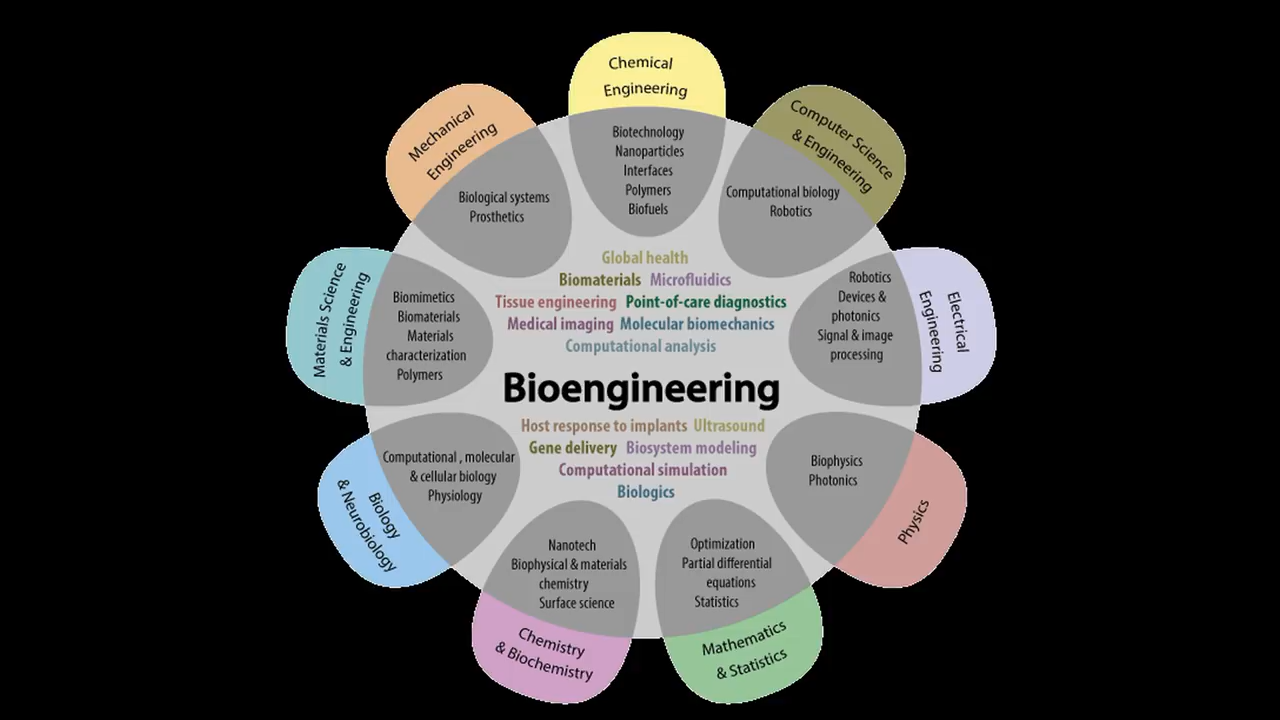 Chemical
Engineering
Biotechnology
Nanoparticles
Interfaces
Polymers
Biofuels
Computer Science
& Engineering
Computational biology
Robotics
Electrical
Engineering
Robotics
Devices &
photonics
Signal & image
processing
Physics
Biophysics
Photonics
Mathematics
& Statistics
Optimization
Partial differential
equations
Statistics
Chemistry
& Biochemistry
Nanotech
Biophysical & materials
chemistry
Surface science
Biology
& Neurobiology
Computational , molecular
& cellular biology
Physiology
Materials Science
& Engineering
Biomimetics
Biomaterials
Materials
characterization
Polymers
Mechanical
Engineering
Biological systems
Prosthetics
Global health
Biomaterials Microfluidics
Tissue engineering Point-of-care diagnostics
Medical imaging Molecular biomechanics
Computational analysis
Bioengineering
Host response to implants Ultrasound
Gene delivery Biosystem modeling
Computational simulation
Biologics